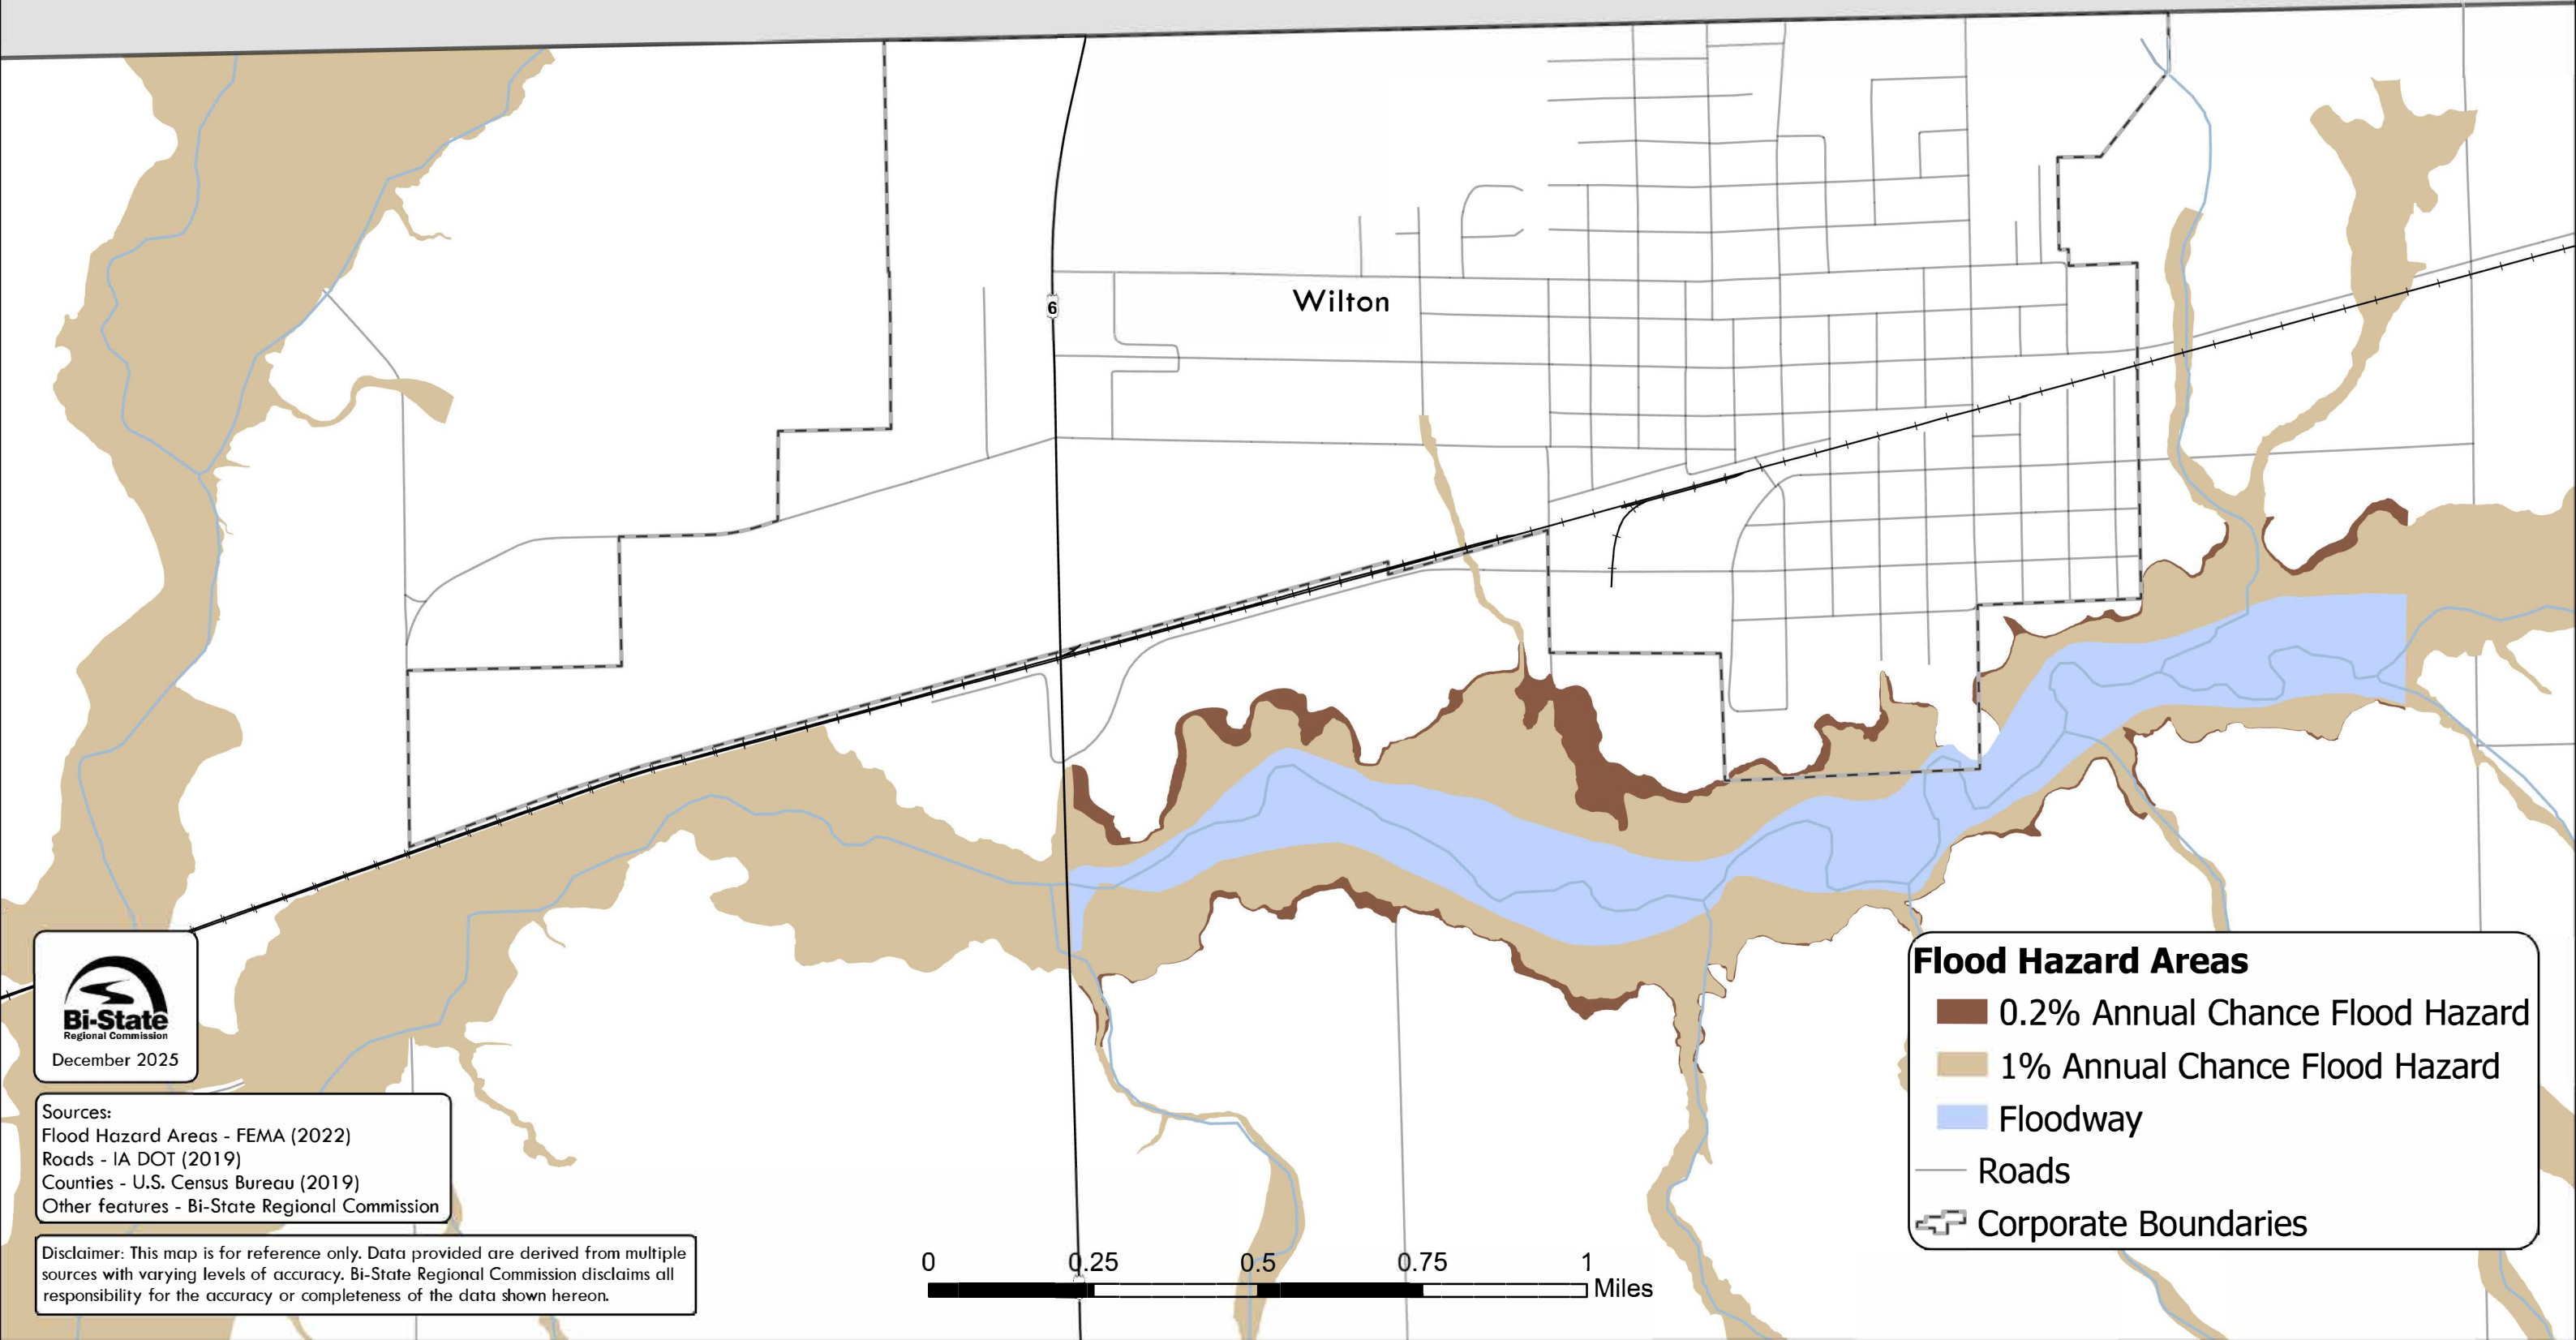 6
Wilton
Bi-State
Regional Commission
December 2025
Sources:
Flood Hazard Areas - FEMA (2022)
Roads - IA DOT (2019)
Counties - U.S. Census Bureau (2019)
Other features - Bi-State Regional Commission
Disclaimer: This map is for reference only. Data provided are derived from multiple
sources with varying levels of accuracy. Bi-State Regional Commission disclaims all
responsibility for the accuracy or completeness of the data shown hereon.
0 0.25 0.5 0.75 1
Miles
Flood Hazard Areas
0.2% Annual Chance Flood Hazard
1% Annual Chance Flood Hazard
Floodway
Roads
Corporate Boundaries